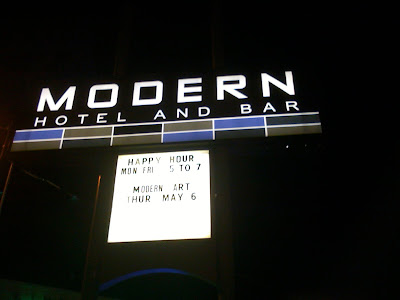 MODERN
HOTEL AND BAR
HAPPY HOUR
MON FRI 5 TO 7
MODERN ART
THUR MAY 6